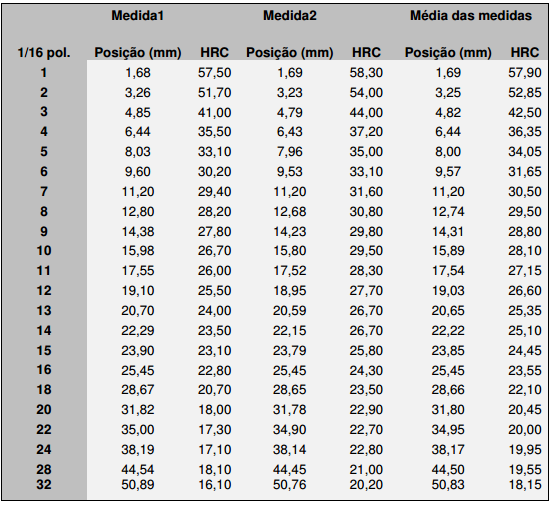 Medida1 Medida2 Média das medidas
1/16 pol. Posição (mm) HRC Posição (mm) HRC Posição (mm) HRC
1 1,68 57,50 1,69 58,30 1,69 57,90
2 3,26 51,70 3,23 54,00 3,25 52,85
3 4,85 41,00 4,79 44,00 4,82 42,50
4 6,44 35,50 6,43 37,20 6,44 36,35
5 8,03 33,10 7,96 35,00 8,00 34,05
6 9,60 30,20 9,53 33,10 9,57 31,65
7 11,20 29,40 11,20 31,60 11,20 30,50
8 12,80 28,20 12,68 30,80 12,74 29,50
9 14,38 27,80 14,23 29,80 14,31 28,80
10 15,98 26,70 15,80 29,50 15,89 28,10
11 17,55 26,00 17,52 28,30 17,54 27,15
12 19,10 25,50 18,95 27,70 19,03 26,60
13 20,70 24,00 20,59 26,70 20,65 25,35
14 22,29 23,50 22,15 26,70 22,22 25,10
15 23,90 23,10 23,79 25,80 23,85 24,45
16 25,45 22,80 25,45 24,30 25,45 23,55
18 28,67 20,70 28,65 23,50 28,66 22,10
20 31,82 18,00 31,78 22,90 31,80 20,45
22 35,00 17,30 34,90 22,70 34,95 20,00
24 38,19 17,10 38,14 22,80 38,17 19,95
28 44,54 18,10 44,45 21,00 44,50 19,55
32 50,89 16,10 50,76 20,20 50,83 18,15